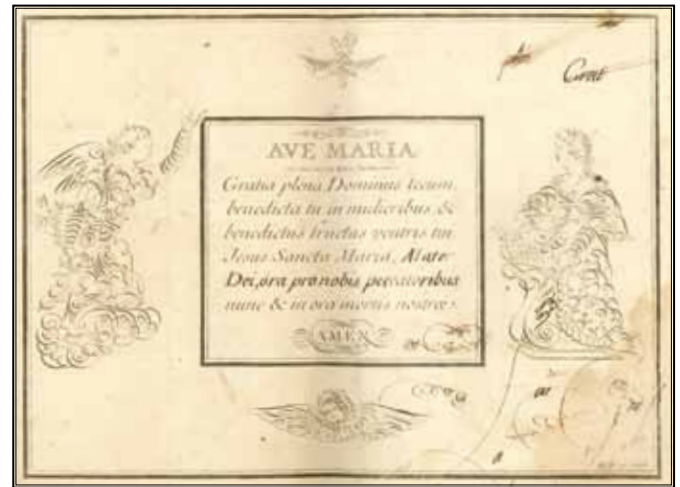 AVE MARIA
Gratia plena Dominus tecum,
benedicta tu in mulieribus, &
benedictus fructus ventris tui
Jesus Sancta Maria, Mater
Dei, óra pro nobis peccatoribus
nunc & in ora mortis nostræ.
AMEN